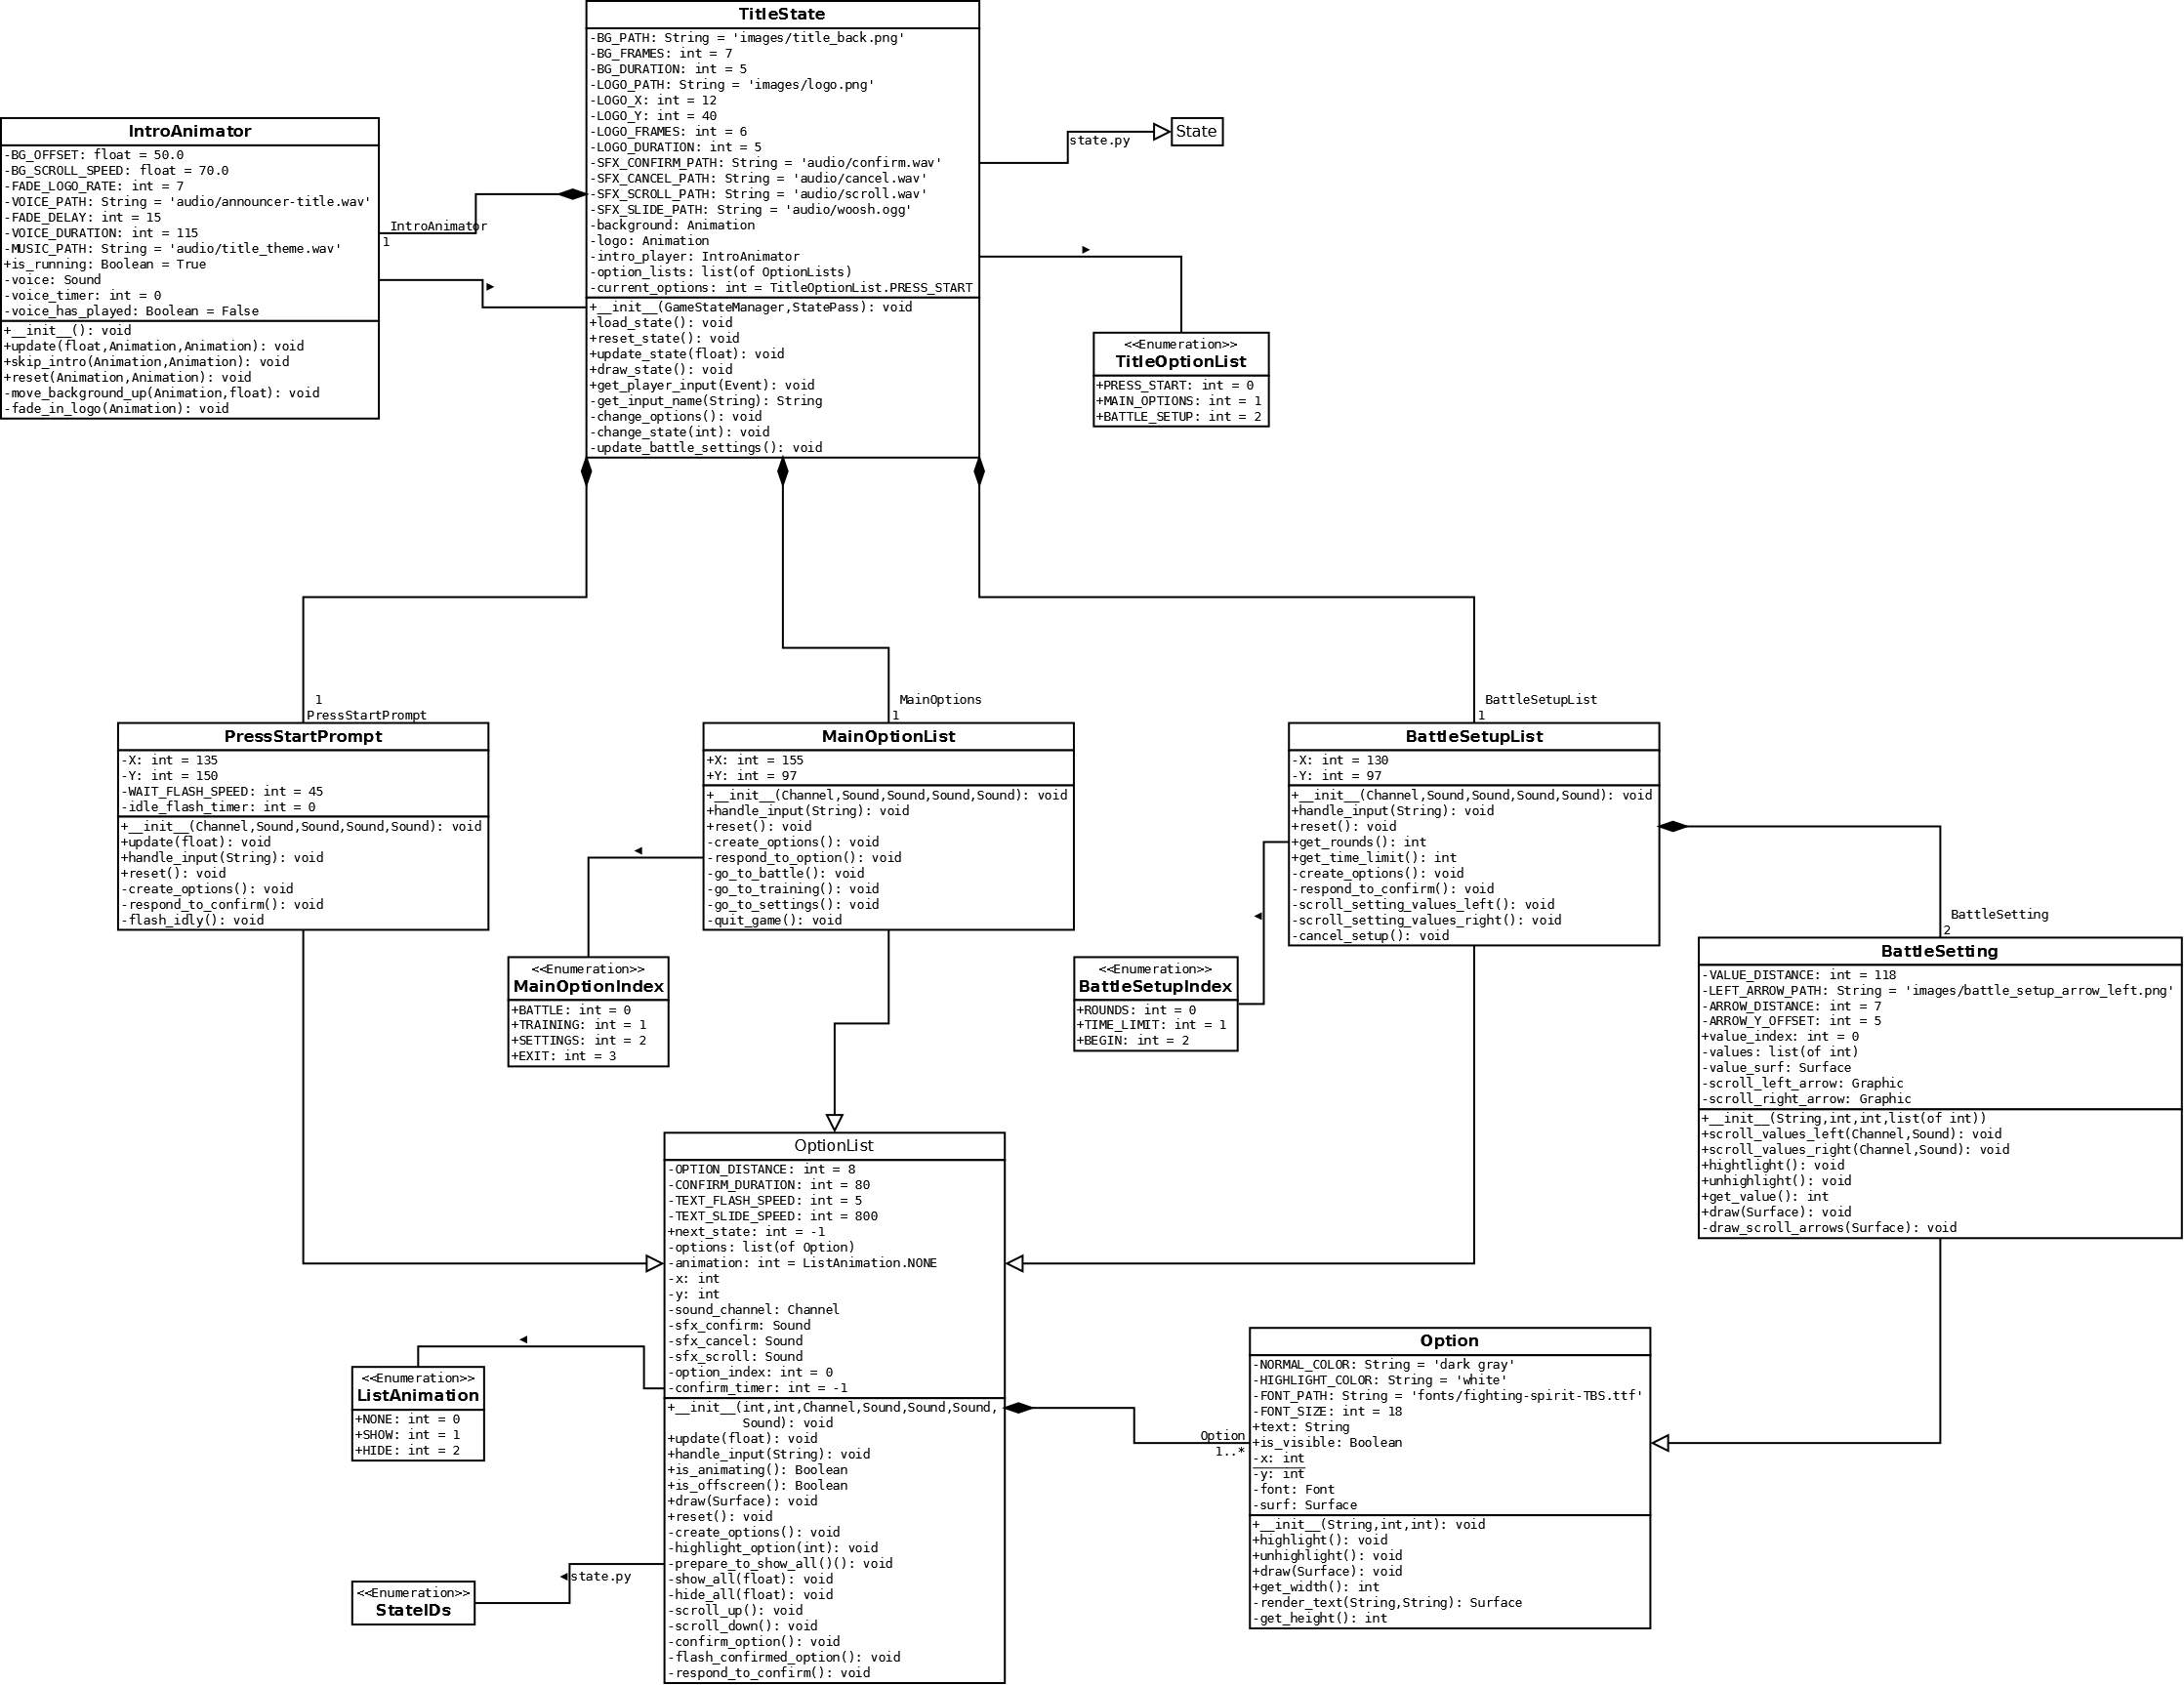 TitleState
-BG_PATH: String = 'images/title_back.png'
-BG_FRAMES: int = 7
-BG_DURATION: int = 5
-LOGO_PATH: String = 'images/logo.png'
-LOGO_X: int = 12
-LOGO_Y: int = 40
-LOGO_FRAMES: int = 6
-LOGO_DURATION: int = 5
-SFX_CONFIRM_PATH: String = 'audio/confirm.wav'
-SFX_CANCEL_PATH: String = 'audio/cancel.wav'
-SFX_SCROLL_PATH: String = 'audio/scroll.wav'
-SFX_SLIDE_PATH: String = 'audio/woosh.ogg'
-background: Animation
-logo: Animation
-intro_player: IntroAnimator
-option_lists: list(of OptionLists)
-current_options: int = TitleOptionList.PRESS_START
+__init__(GameStateManager,StatePass): void
+load_state(): void
+reset_state(): void
+update_state(float): void
+draw_state(): void
+get_player_input(Event): void
-get_input_name(String): String
-change_options(): void
-change_state(int): void
-update_battle_settings(): void
IntroAnimator
-BG_OFFSET: float = 50.0
-BG_SCROLL_SPEED: float = 70.0
-FADE_LOGO_RATE: int = 7
-VOICE_PATH: String = 'audio/announcer-title.wav'
-FADE_DELAY: int = 15
-VOICE_DURATION: int = 115
-MUSIC_PATH: String = 'audio/title_theme.wav'
+is_running: Boolean = True
-voice: Sound
-voice_timer: int = 0
-voice_has_played: Boolean = False
+__init__(): void
+update(float,Animation,Animation): void
+skip_intro(Animation,Animation): void
+reset(Animation,Animation): void
-move_background_up(Animation,float): void
-fade_in_logo(Animation): void
IntroAnimator
1
State
state.py
<<Enumeration>>
TitleOptionList
+PRESS_START: int = 0
+MAIN_OPTIONS: int = 1
+BATTLE_SETUP: int = 2
1
PressStartPrompt
PressStartPrompt
-X: int = 135
-Y: int = 150
-WAIT_FLASH_SPEED: int = 45
-idle_flash_timer: int = 0
+__init__(Channel,Sound,Sound,Sound,Sound): void
+update(float): void
+handle_input(String): void
+reset(): void
-create_options(): void
-respond_to_confirm(): void
-flash_idly(): void
MainOptions
1
MainOptionList
+X: int = 155
+Y: int = 97
+__init__(Channel,Sound,Sound,Sound,Sound): void
+handle_input(String): void
+reset(): void
-create_options(): void
-respond_to_option(): void
-go_to_battle(): void
-go_to_training(): void
-go_to_settings(): void
-quit_game(): void
BattleSetupList
1
BattleSetupList
-X: int = 130
-Y: int = 97
+__init__(Channel,Sound,Sound,Sound,Sound): void
+handle_input(String): void
+reset(): void
+get_rounds(): int
+get_time_limit(): int
-create_options(): void
-respond_to_confirm(): void
-scroll_setting_values_left(): void
-scroll_setting_values_right(): void
-cancel_setup(): void
<<Enumeration>>
MainOptionIndex
+BATTLE: int = 0
+TRAINING: int = 1
+SETTINGS: int = 2
+EXIT: int = 3
<<Enumeration>>
BattleSetupIndex
+ROUNDS: int = 0
+TIME_LIMIT: int = 1
+BEGIN: int = 2
BattleSetting
2
BattleSetting
-VALUE_DISTANCE: int = 118
-LEFT_ARROW_PATH: String = 'images/battle_setup_arrow_left.png'
-ARROW_DISTANCE: int = 7
-ARROW_Y_OFFSET: int = 5
+value_index: int = 0
-values: list(of int)
-value_surf: Surface
-scroll_left_arrow: Graphic
-scroll_right_arrow: Graphic
+__init__(String,int,int,list(of int))
+scroll_values_left(Channel,Sound): void
+scroll_values_right(Channel,Sound): void
+hightlight(): void
+unhighlight(): void
+get_value(): int
+draw(Surface): void
-draw_scroll_arrows(Surface): void
OptionList
-OPTION_DISTANCE: int = 8
-CONFIRM_DURATION: int = 80
-TEXT_FLASH_SPEED: int = 5
-TEXT_SLIDE_SPEED: int = 800
+next_state: int = -1
-options: list(of Option)
-animation: int = ListAnimation.NONE
-x: int
-y: int
-sound_channel: Channel
-sfx_confirm: Sound
-sfx_cancel: Sound
-sfx_scroll: Sound
-option_index: int = 0
-confirm_timer: int = -1
+__init__(int,int,Channel,Sound,Sound,Sound,
Sound): void
+update(float): void
+handle_input(String): void
+is_animating(): Boolean
+is_offscreen(): Boolean
+draw(Surface): void
+reset(): void
-create_options(): void
-highlight_option(int): void
-prepare_to_show_all()(): void
-show_all(float): void
-hide_all(float): void
-scroll_up(): void
-scroll_down(): void
-confirm_option(): void
-flash_confirmed_option(): void
-respond_to_confirm(): void
<<Enumeration>>
ListAnimation
+NONE: int = 0
+SHOW: int = 1
+HIDE: int = 2
state.py
<<Enumeration>>
StateIDs
Option
1..*
Option
-NORMAL_COLOR: String = 'dark gray'
-HIGHLIGHT_COLOR: String = 'white'
-FONT_PATH: String = 'fonts/fighting-spirit-TBS.ttf'
-FONT_SIZE: int = 18
+text: String
+is_visible: Boolean
-x: int
-y: int
-font: Font
-surf: Surface
+__init__(String,int,int): void
+highlight(): void
+unhighlight(): void
+draw(Surface): void
+get_width(): int
-render_text(String,String): Surface
-get_height(): int